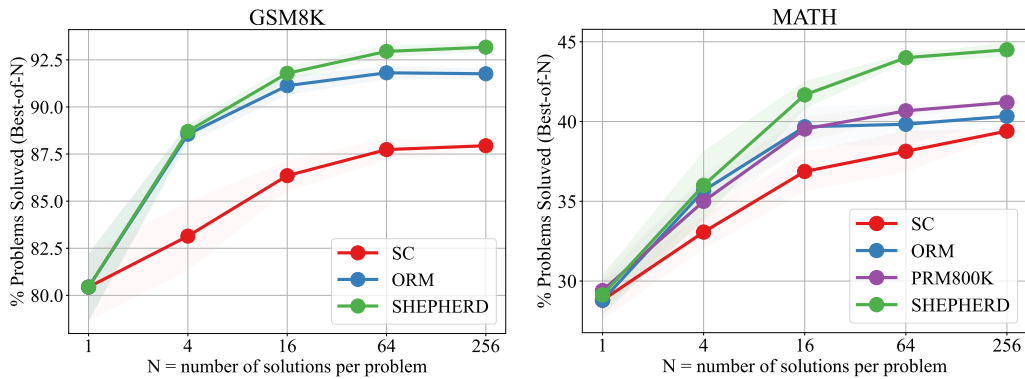 GSM8K
% Problems Soluved (Best-of-N)
92.5
90.0
87.5
85.0
82.5
80.0
SC
ORM
SHEPHERD
1 4 16 64 256
N = number of solutions per problem
MATH
% Problems Soluved (Best-of-N)
45
40
35
30
SC
ORM
PRM800K
SHEPHERD
1 4 16 64 256
N = number of solutions per problem